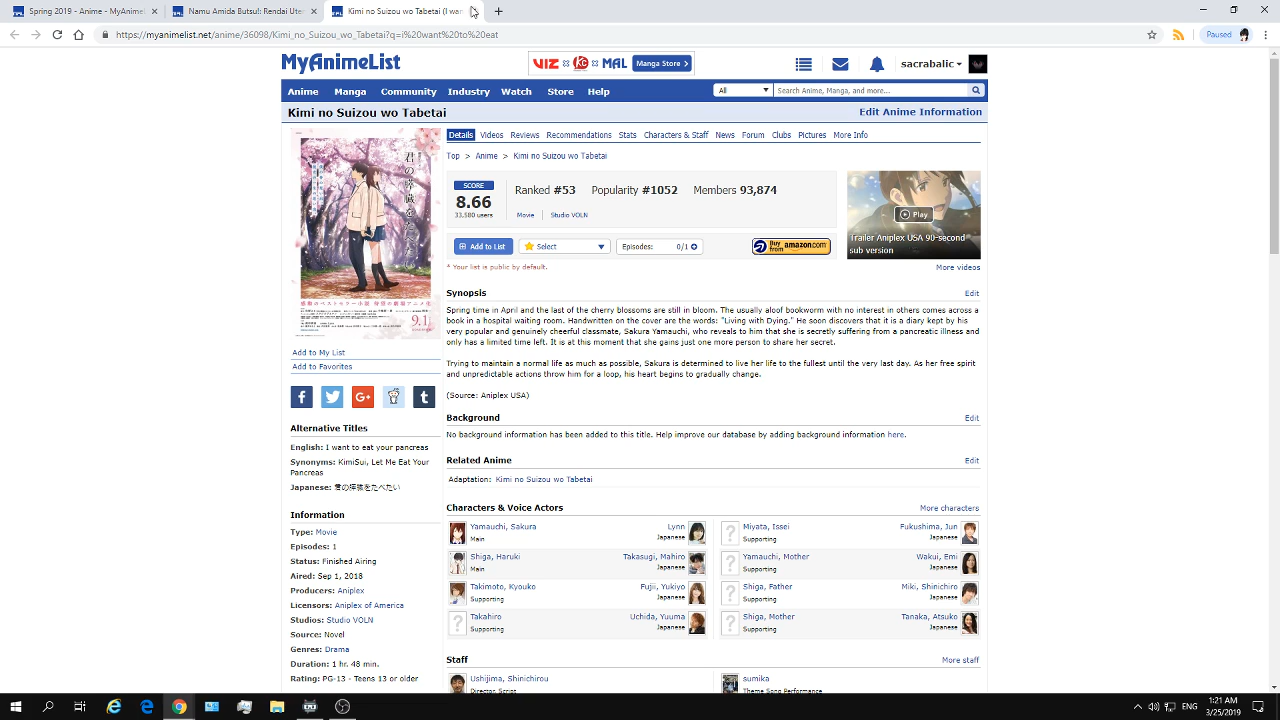 Spring 2019 - Anime - MyAnimeL
Namu Amida Butsu!: Rendai Uter
Kimi no Suizou wo Tabetai (I wan
https://myanimelist.net/anime/36098/Kimi_no_Suizou_wo_Tabetai?q=i%20want%20to%20eat
Paused
MyAnimeList
VIZ MAL Manga Store
sacrabalic
Anime Manga Community Industry Watch Store Help
All Search Anime, Manga, and more...
Kimi no Suizou wo Tabetai
Edit Anime Information
君の膵臓をたべたい
9.1
Add to My List
Add to Favorites
Alternative Titles
English: I want to eat your pancreas
Synonyms: KimiSui, Let Me Eat Your
Pancreas
Japanese: 君の膵臓をたべたい
Information
Type: Movie
Episodes: 1
Status: Finished Airing
Aired: Sep 1, 2018
Producers: Aniplex
Licensors: Aniplex of America
Studios: Studio VOLN
Source: Novel
Genres: Drama
Duration: 1 hr. 48 min.
Rating: PG-13 - Teens 13 or older
Details Videos Reviews Recommendations Stats Characters & Staff News Forum Clubs Pictures More Info
Top > Anime > Kimi no Suizou wo Tabetai
SCORE
8.66
33,580 users
Ranked #53 Popularity #1052 Members 93,874
Movie Studio VOLN
Add to List
Select
Episodes: 0/1
Buy from amazon.com
* Your list is public by default.
Play
Trailer Aniplex USA 90-second
sub version
More videos
Synopsis Edit
Spring time in April and the last of the cherry blossoms are still in bloom. The usually aloof bookworm with no interest in others comes across a
book in a hospital waiting room. Handwritten on the cover are the words: "Living with Dying." He soon discovers that it is a diary kept by his
very popular and genuinely cheerful classmate, Sakura Yamauchi, who reveals to him that she is secretly suffering from a pancreatic illness and
only has a limited time left. It is at this moment that she gains just one more person to share her secret.
Trying to maintain a normal life as much as possible, Sakura is determined to live her life to the fullest until the very last day. As her free spirit
and unpredictable actions throw him for a loop, his heart begins to gradually change.
(Source: Aniplex USA)
Background Edit
No background information has been added to this title. Help improve our database by adding background information here.
Related Anime Edit
Adaptation: Kimi no Suizou wo Tabetai
Characters & Voice Actors More characters
Yamauchi, Sakura Lynn
Main Japanese
Miyata, Issei Fukushima, Jun
Supporting Japanese
Shiga, Haruki Takasugi, Mahiro
Main Japanese
Yamauchi, Mother Wakui, Emi
Supporting Japanese
Takimoto, Kyouko Fujii, Yukiyo
Supporting Japanese
Shiga, Father Miki, Shinichiro
Supporting Japanese
Takahiro Uchida, Yuuma
Supporting Japanese
Shiga, Mother Tanaka, Atsuko
Supporting Japanese
Staff More staff
Ushijima, Shinichirou
Director, Script
sumika
Theme Song Performance
ENG
1:21 AM
3/25/2019